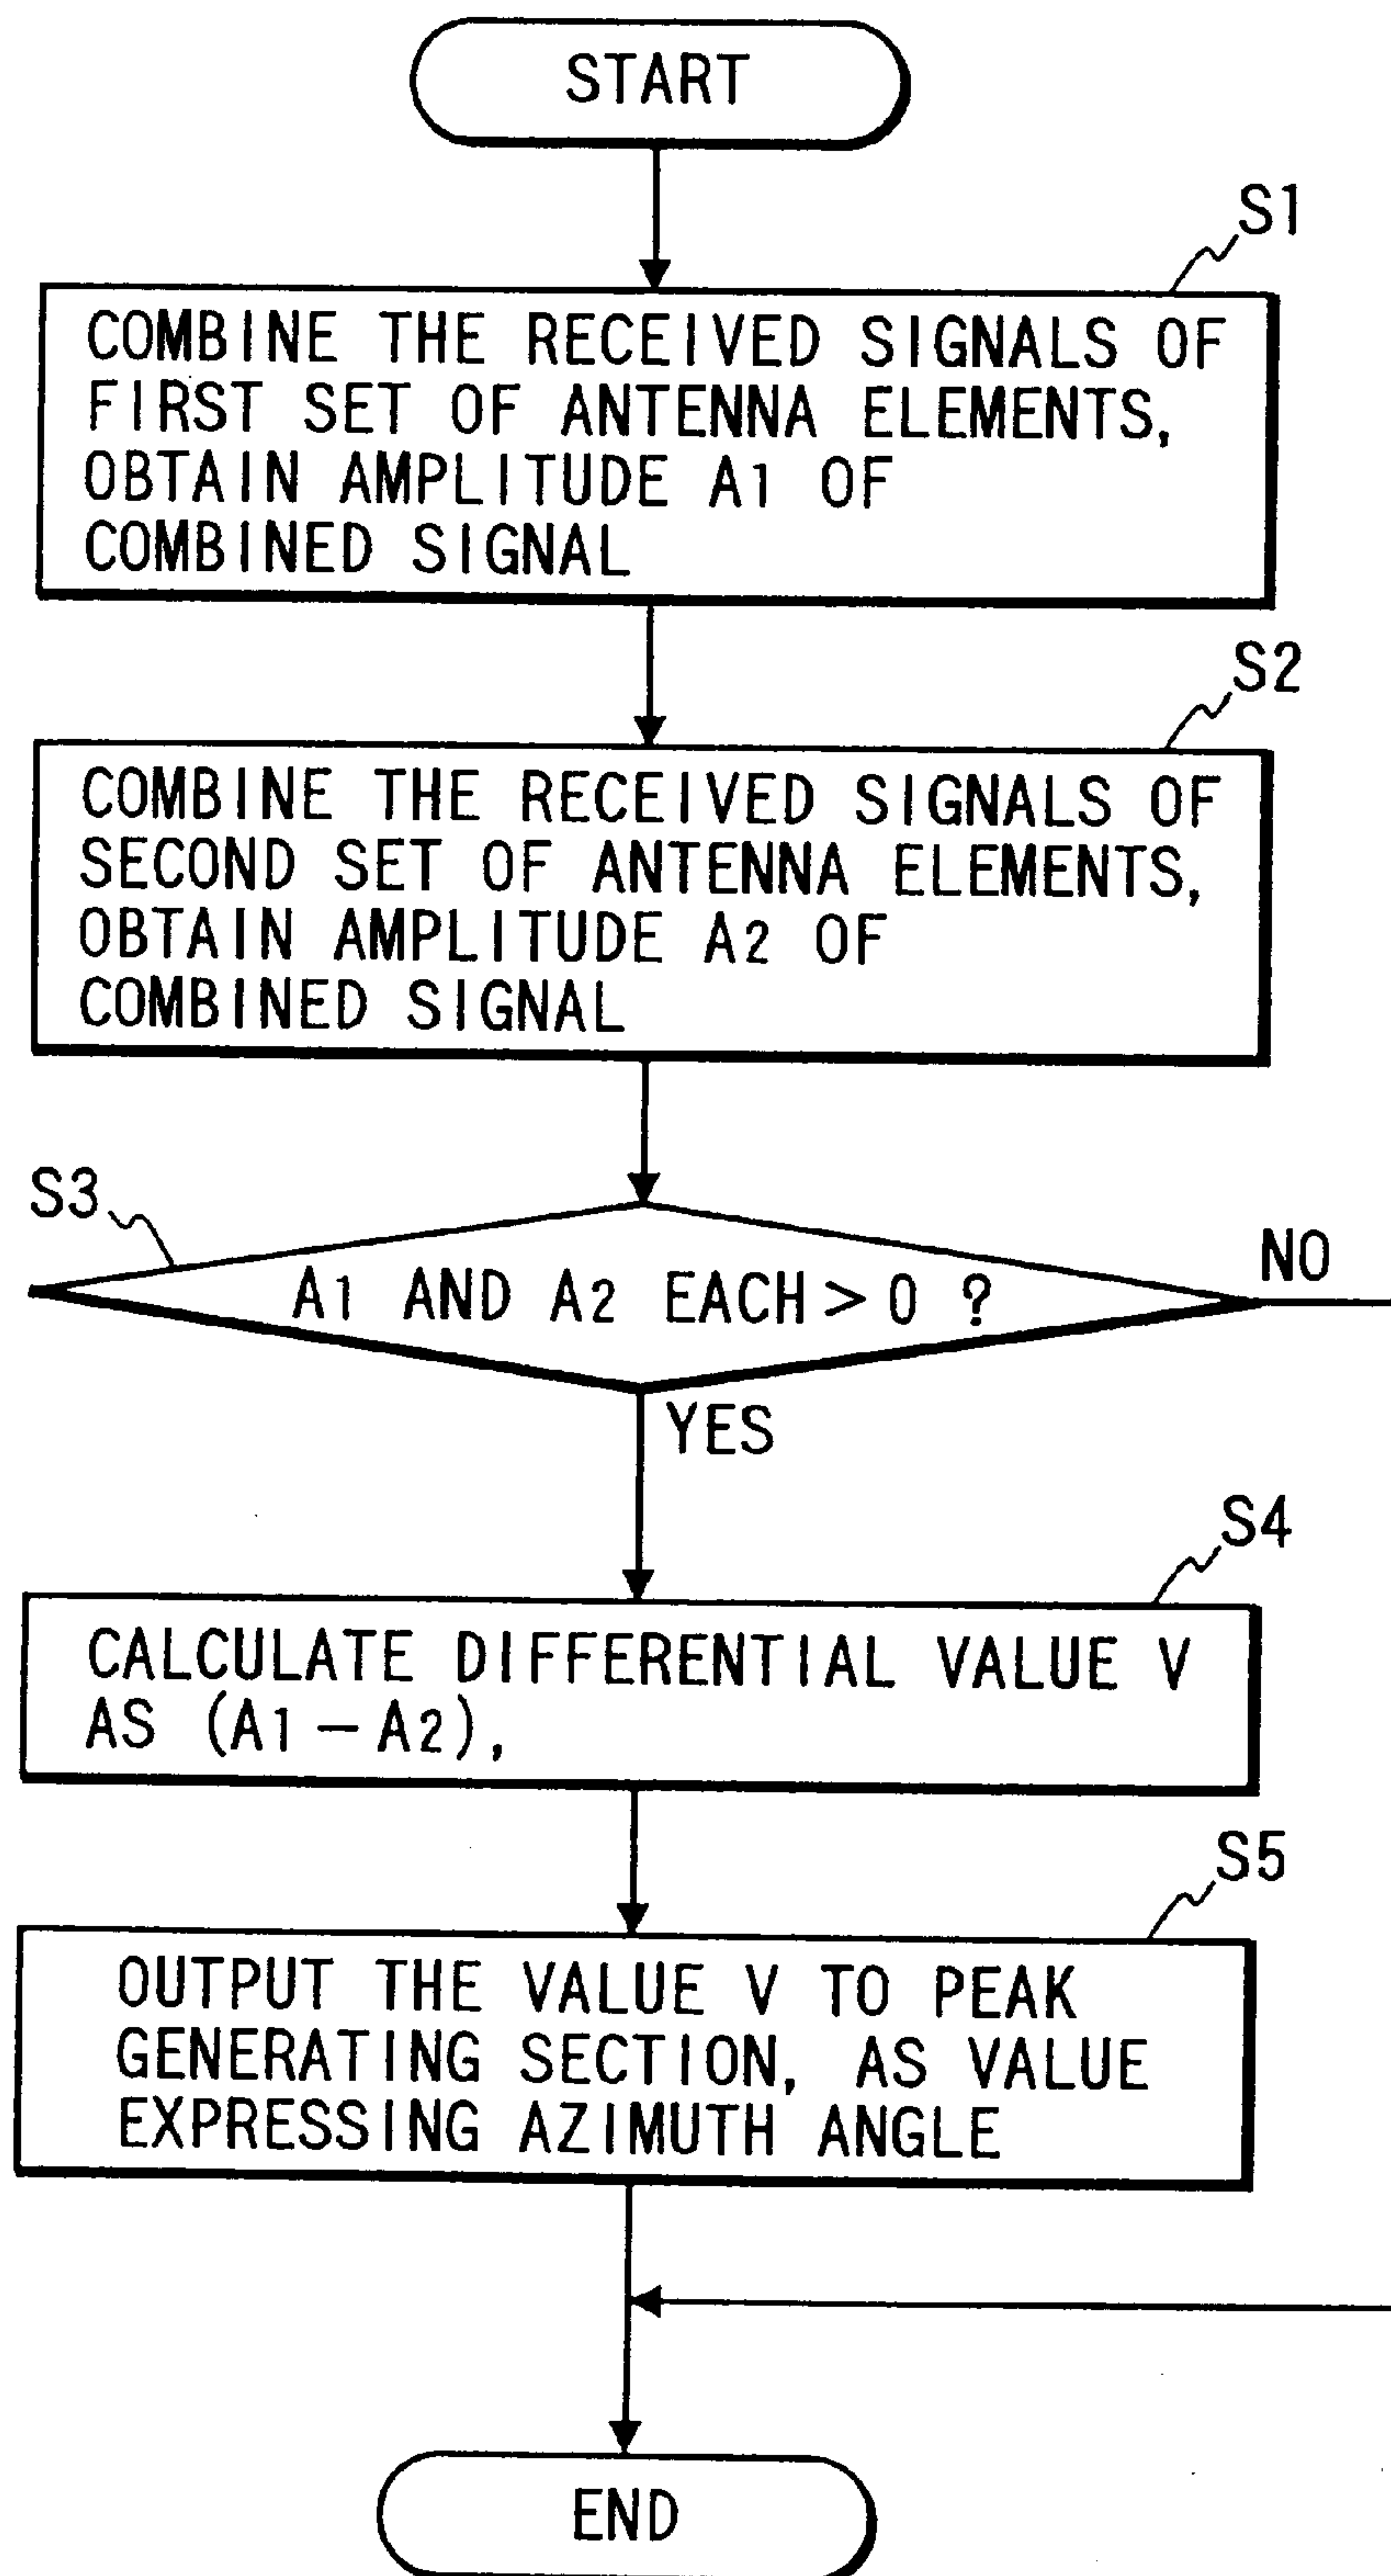 START
S1
COMBINE THE RECEIVED SIGNALS OF
FIRST SET OF ANTENNA ELEMENTS,
OBTAIN AMPLITUDE A1 OF
COMBINED SIGNAL
S2
COMBINE THE RECEIVED SIGNALS OF
SECOND SET OF ANTENNA ELEMENTS,
OBTAIN AMPLITUDE A2 OF
COMBINED SIGNAL
S3
A1 AND A2 EACH > 0 ?
NO
YES
S4
CALCULATE DIFFERENTIAL VALUE V
AS (A1 − A2),
S5
OUTPUT THE VALUE V TO PEAK
GENERATING SECTION, AS VALUE
EXPRESSING AZIMUTH ANGLE
END